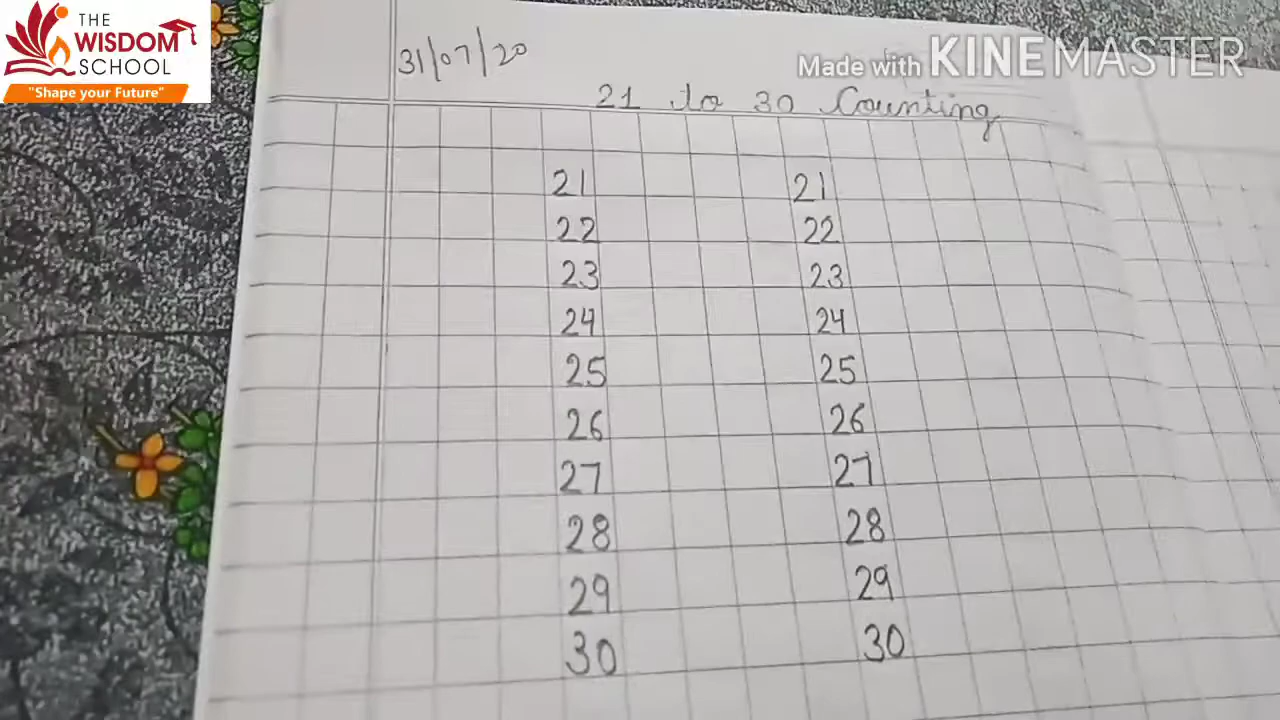 THE
WISDOM
SCHOOL
"Shape your Future"
Made with KINEMASTER
31/07/20
21 to 30 Counting
21 21
22 22
23 23
24 24
25 25
26 26
27 27
28 28
29 29
30 30